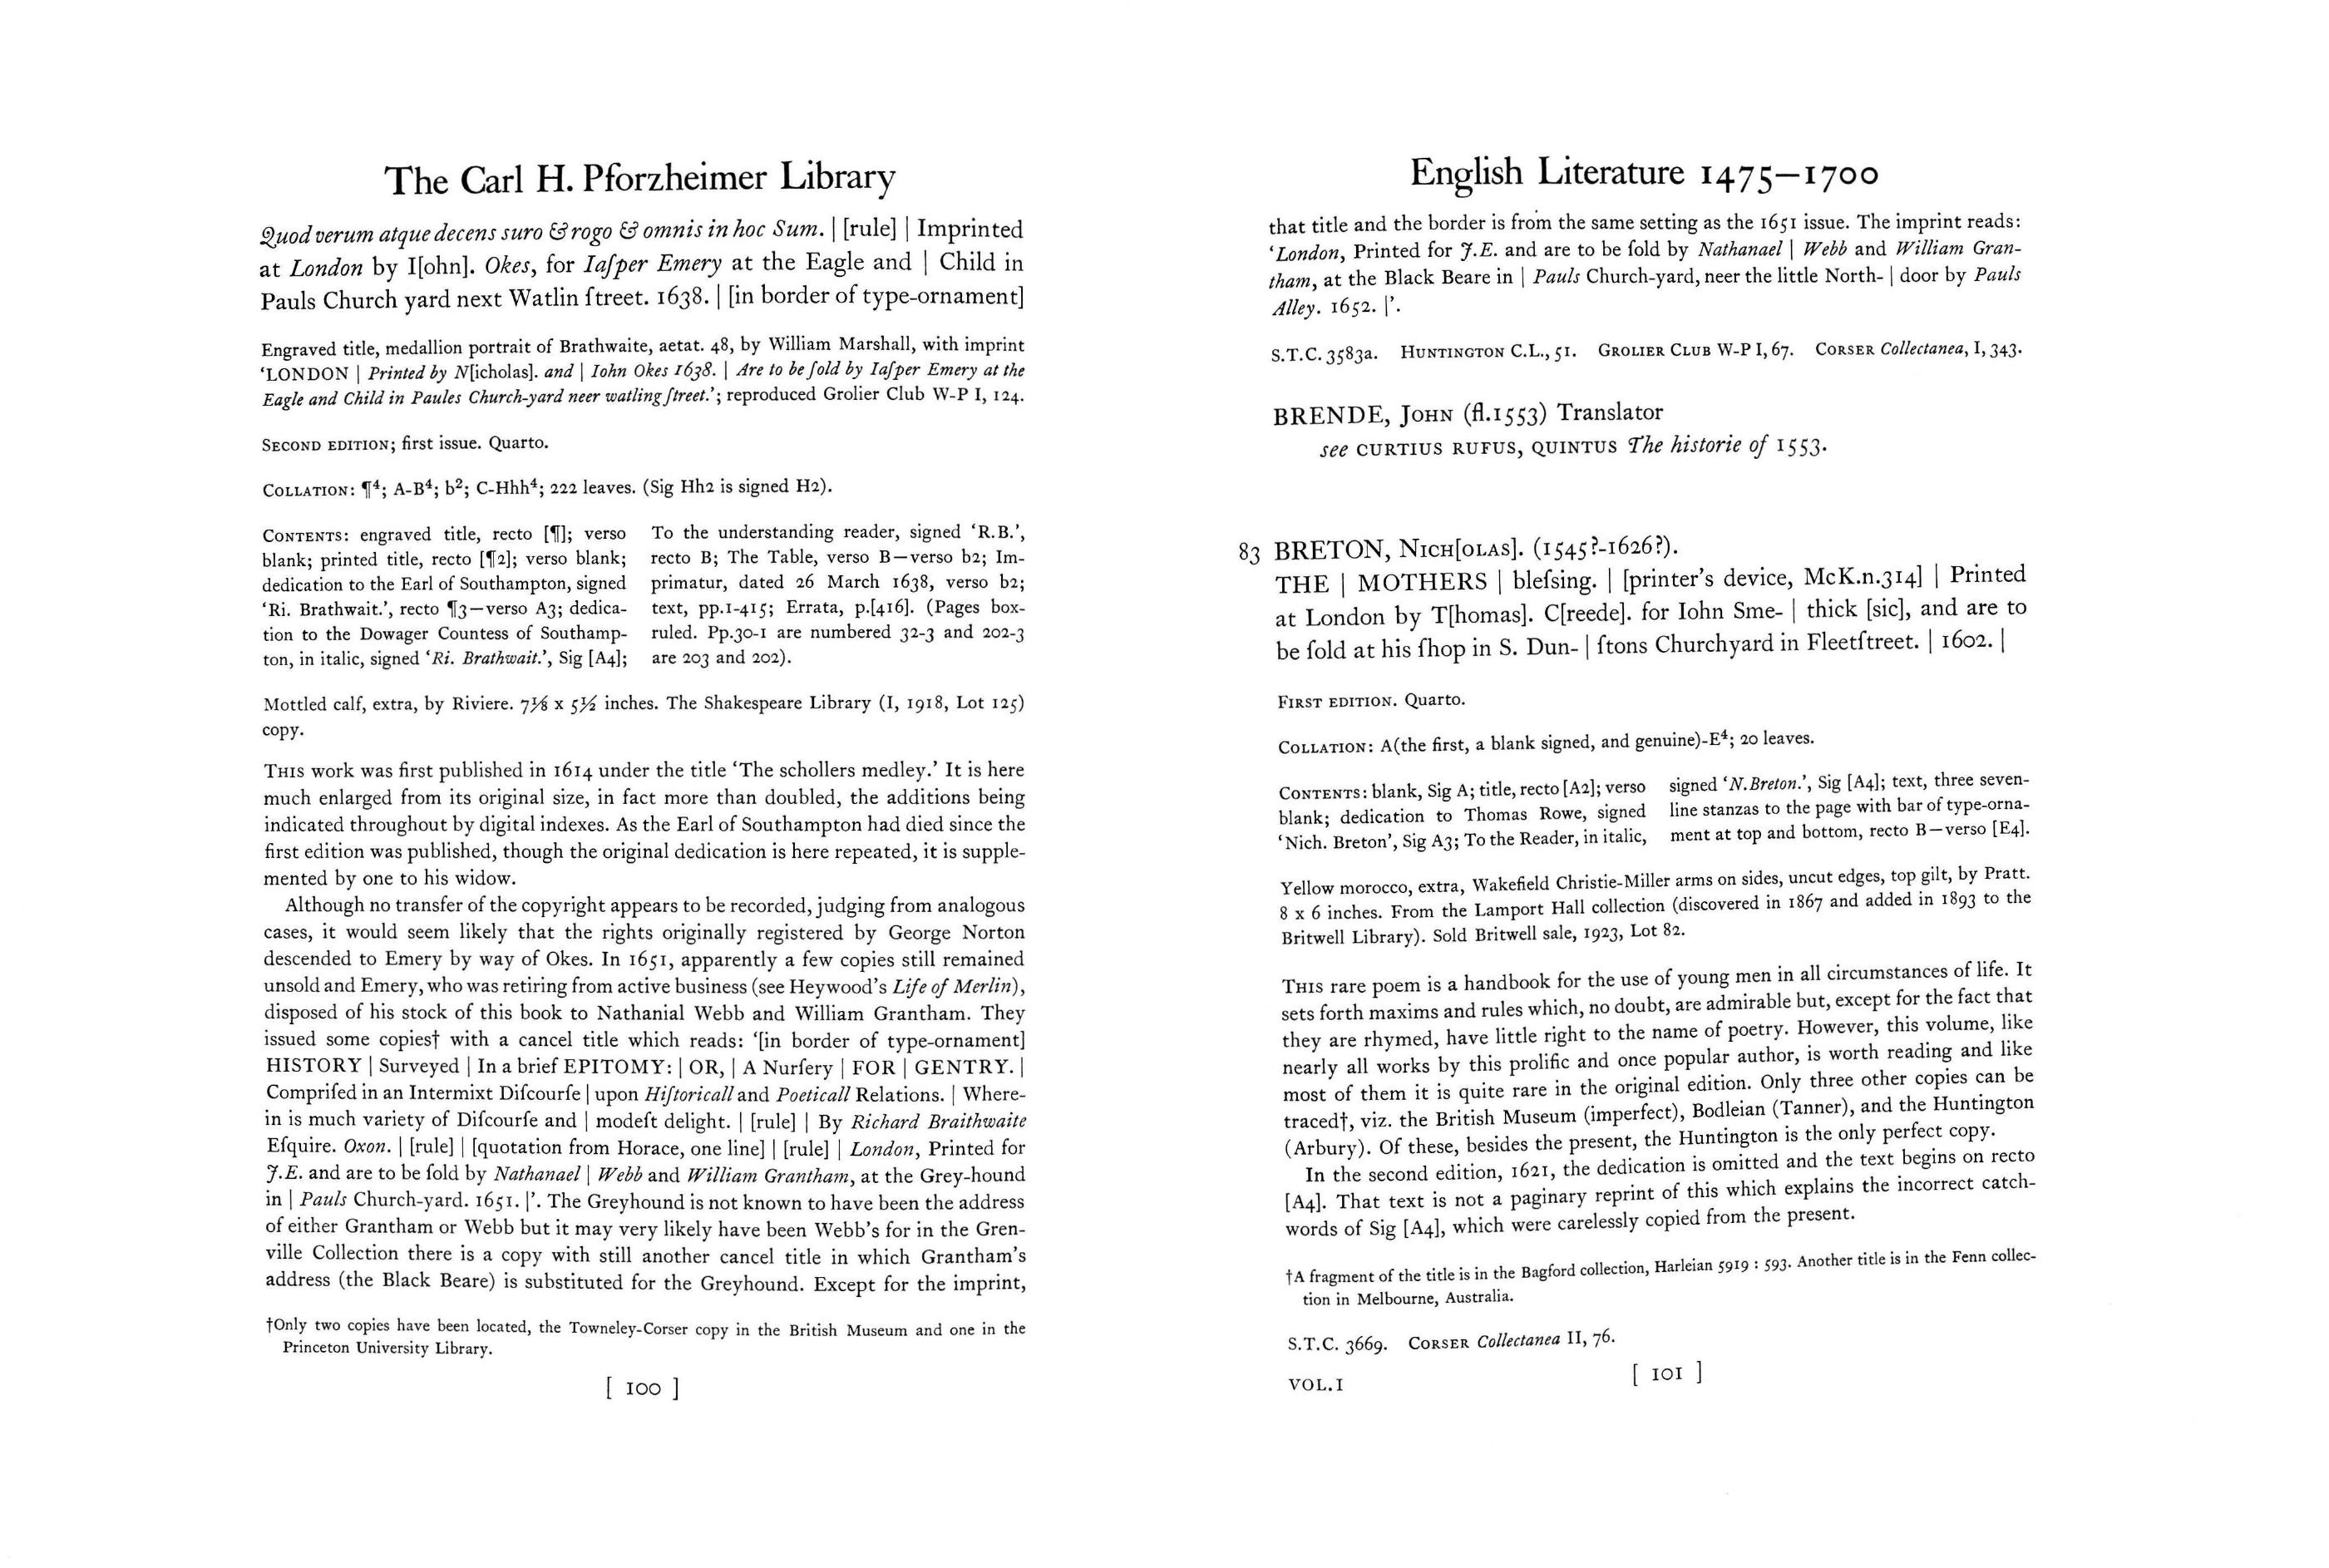 The Carl H. Pforzheimer Library
Quod verum atque decens suro & rogo & omnis in hoc Sum. | [rule] | Imprinted
at London by I[ohn]. Okes, for Iaſper Emery at the Eagle and | Child in
Pauls Church yard next Watlin ſtreet. 1638. | [in border of type-ornament]
Engraved title, medallion portrait of Brathwaite, aetat. 48, by William Marshall, with imprint
‘LONDON | Printed by N[icholas]. and | Iohn Okes 1638. | Are to be ſold by Iaſper Emery at the
Eagle and Child in Paules Church-yard neer watling ſtreet.’; reproduced Grolier Club W-P I, 124.
SECOND EDITION; first issue. Quarto.
COLLATION: ¶⁴; A-B⁴; b²; C-Hhh⁴; 222 leaves. (Sig Hh2 is signed H2).
CONTENTS: engraved title, recto [¶]; verso
blank; printed title, recto [¶2]; verso blank;
dedication to the Earl of Southampton, signed
‘Ri. Brathwait.’, recto ¶3—verso A3; dedica-
tion to the Dowager Countess of Southamp-
ton, in italic, signed ‘Ri. Brathwait.’, Sig [A4];
To the understanding reader, signed ‘R.B.’,
recto B; The Table, verso B—verso b2; Im-
primatur, dated 26 March 1638, verso b2;
text, pp.1-415; Errata, p.[416]. (Pages box-
ruled. Pp.30-1 are numbered 32-3 and 202-3
are 203 and 202).
Mottled calf, extra, by Riviere. 7⅛ x 5½ inches. The Shakespeare Library (I, 1918, Lot 125)
copy.
THIS work was first published in 1614 under the title ‘The schollers medley.’ It is here
much enlarged from its original size, in fact more than doubled, the additions being
indicated throughout by digital indexes. As the Earl of Southampton had died since the
first edition was published, though the original dedication is here repeated, it is supple-
mented by one to his widow.
Although no transfer of the copyright appears to be recorded, judging from analogous
cases, it would seem likely that the rights originally registered by George Norton
descended to Emery by way of Okes. In 1651, apparently a few copies still remained
unsold and Emery, who was retiring from active business (see Heywood's Life of Merlin),
disposed of his stock of this book to Nathanial Webb and William Grantham. They
issued some copies† with a cancel title which reads: ‘[in border of type-ornament]
HISTORY | Surveyed | In a brief EPITOMY: | OR, | A Nurſery | FOR | GENTRY. |
Compriſed in an Intermixt Diſcourſe | upon Hiſtoricall and Poeticall Relations. | Where-
in is much variety of Diſcourſe and | modeſt delight. | [rule] | By Richard Braithwaite
Eſquire. Oxon. | [rule] | [quotation from Horace, one line] | [rule] | London, Printed for
J.E. and are to be ſold by Nathanael | Webb and William Grantham, at the Grey-hound
in | Pauls Church-yard. 1651. |’. The Greyhound is not known to have been the address
of either Grantham or Webb but it may very likely have been Webb's for in the Gren-
ville Collection there is a copy with still another cancel title in which Grantham's
address (the Black Beare) is substituted for the Greyhound. Except for the imprint,
†Only two copies have been located, the Towneley-Corser copy in the British Museum and one in the
Princeton University Library.
[ 100 ]
English Literature 1475—1700
that title and the border is from the same setting as the 1651 issue. The imprint reads:
‘London, Printed for J.E. and are to be ſold by Nathanael | Webb and William Gran-
tham, at the Black Beare in | Pauls Church-yard, neer the little North- | door by Pauls
Alley. 1652. |’.
S.T.C. 3583a. HUNTINGTON C.L., 51. GROLIER CLUB W-P I, 67. CORSER Collectanea, I, 343.
BRENDE, JOHN (fl.1553) Translator
see CURTIUS RUFUS, QUINTUS The historie of 1553.
83 BRETON, NICH[OLAS]. (1545?-1626?).
THE | MOTHERS | bleſsing. | [printer's device, McK.n.314] | Printed
at London by T[homas]. C[reede]. for Iohn Sme- | thick [sic], and are to
be ſold at his ſhop in S. Dun- | ſtons Churchyard in Fleetſtreet. | 1602. |
FIRST EDITION. Quarto.
COLLATION: A(the first, a blank signed, and genuine)-E⁴; 20 leaves.
CONTENTS: blank, Sig A; title, recto [A2]; verso
blank; dedication to Thomas Rowe, signed
‘Nich. Breton’, Sig A3; To the Reader, in italic,
signed ‘N.Breton.’, Sig [A4]; text, three seven-
line stanzas to the page with bar of type-orna-
ment at top and bottom, recto B—verso [E4].
Yellow morocco, extra, Wakefield Christie-Miller arms on sides, uncut edges, top gilt, by Pratt.
8 x 6 inches. From the Lamport Hall collection (discovered in 1867 and added in 1893 to the
Britwell Library). Sold Britwell sale, 1923, Lot 82.
THIS rare poem is a handbook for the use of young men in all circumstances of life. It
sets forth maxims and rules which, no doubt, are admirable but, except for the fact that
they are rhymed, have little right to the name of poetry. However, this volume, like
nearly all works by this prolific and once popular author, is worth reading and like
most of them it is quite rare in the original edition. Only three other copies can be
traced†, viz. the British Museum (imperfect), Bodleian (Tanner), and the Huntington
(Arbury). Of these, besides the present, the Huntington is the only perfect copy.
In the second edition, 1621, the dedication is omitted and the text begins on recto
[A4]. That text is not a paginary reprint of this which explains the incorrect catch-
words of Sig [A4], which were carelessly copied from the present.
†A fragment of the title is in the Bagford collection, Harleian 5919 : 593. Another title is in the Fenn collec-
tion in Melbourne, Australia.
S.T.C. 3669. CORSER Collectanea II, 76.
VOL.I
[ 101 ]